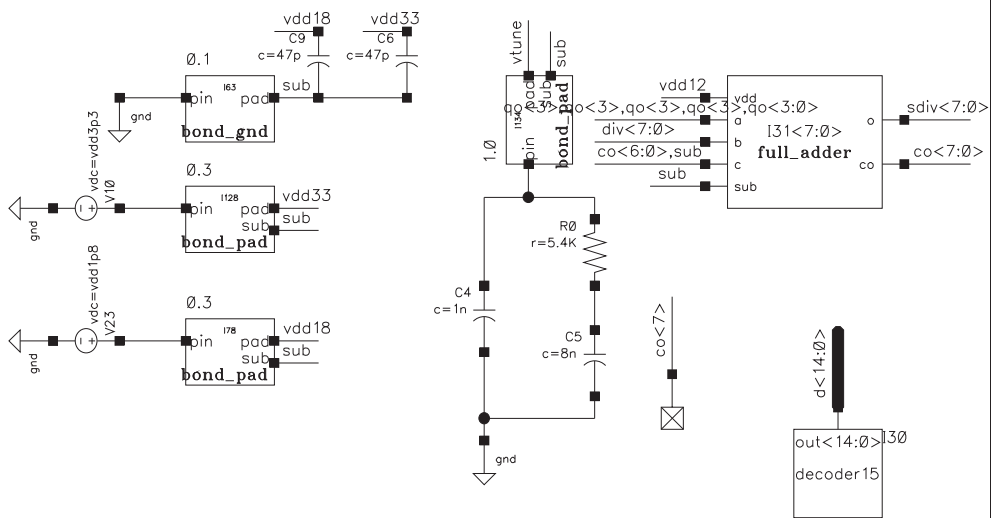 vdd18
vdd33
C9
c=47p
C6
c=47p
0.1
I63
pin
pad
sub
bond_gnd
gnd
vdc=vdd3p3
V10
gnd
0.3
I128
pin
pad
vdd33
sub
sub
bond_pad
vdc=vdd1p8
V23
gnd
0.3
I78
pin
pad
vdd18
sub
sub
bond_pad
vtune
sub
pad
sub
I134
bond_pad
pin
1.0
R0
r=5.4K
C4
c=1n
C5
c=8n
gnd
vdd12
vdd
qo<3>,qo<3>,qo<3>,qo<3>,qo<3:0>
a
div<7:0>
b
co<6:0>,sub
c
sub
sub
I31<7:0>
full_adder
o
sdiv<7:0>
co
co<7:0>
co<7>
d<14:0>
out<14:0>
I30
decoder15